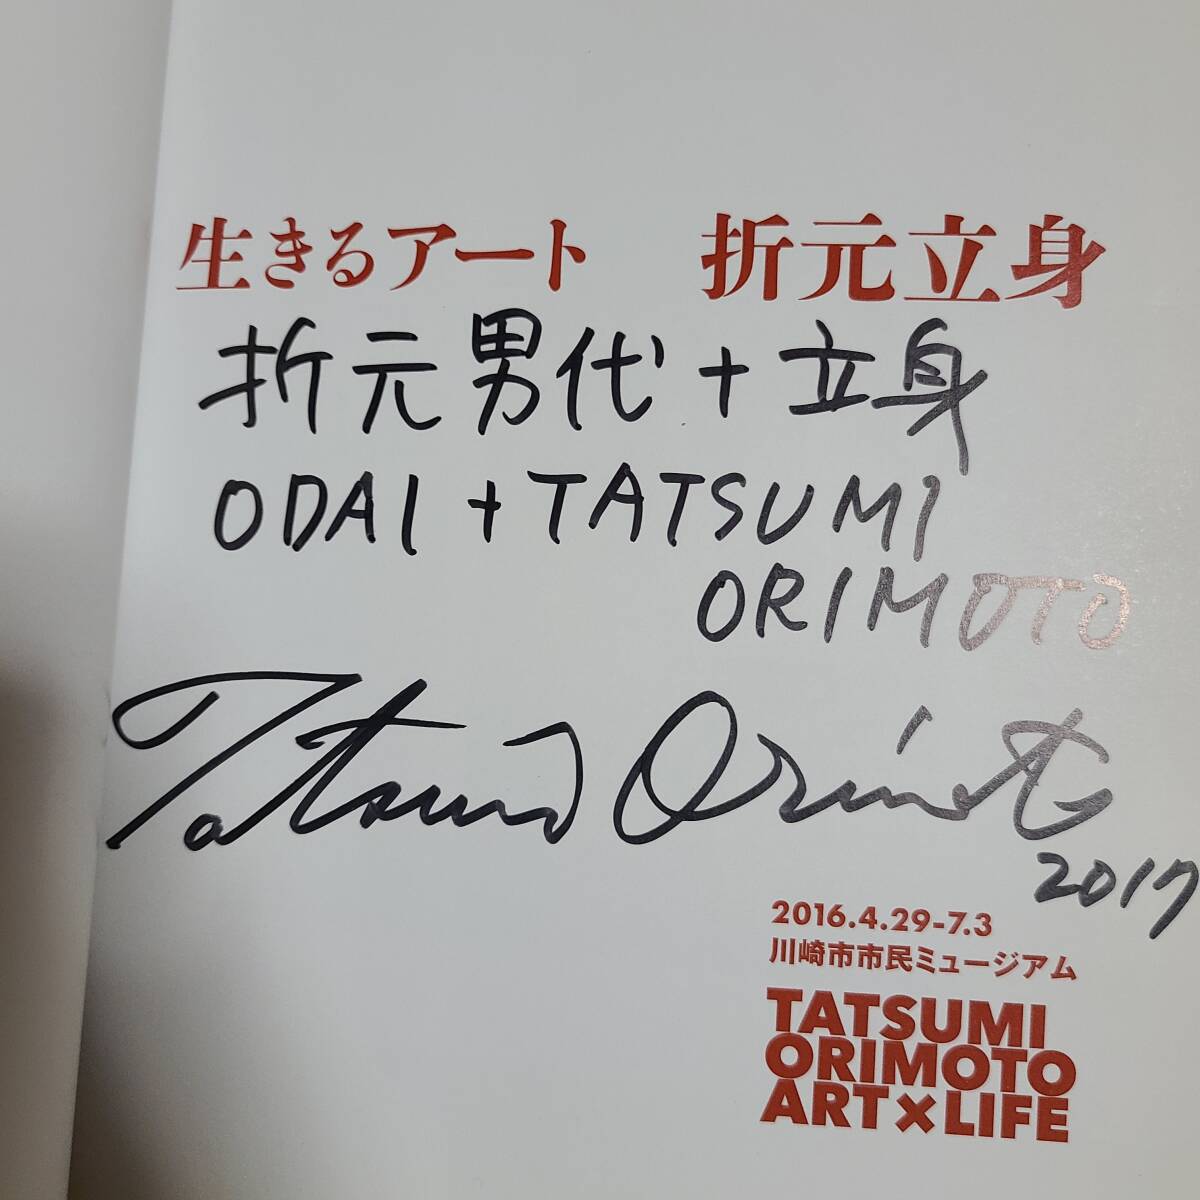 生きるアート 折元立身
折元男代+立身
ODAI + TATSUMI
ORIMOTO
Tatsumi Orimoto
2017
2016.4.29-7.3
川崎市市民ミュージアム
TATSUMI
ORIMOTO
ART×LIFE